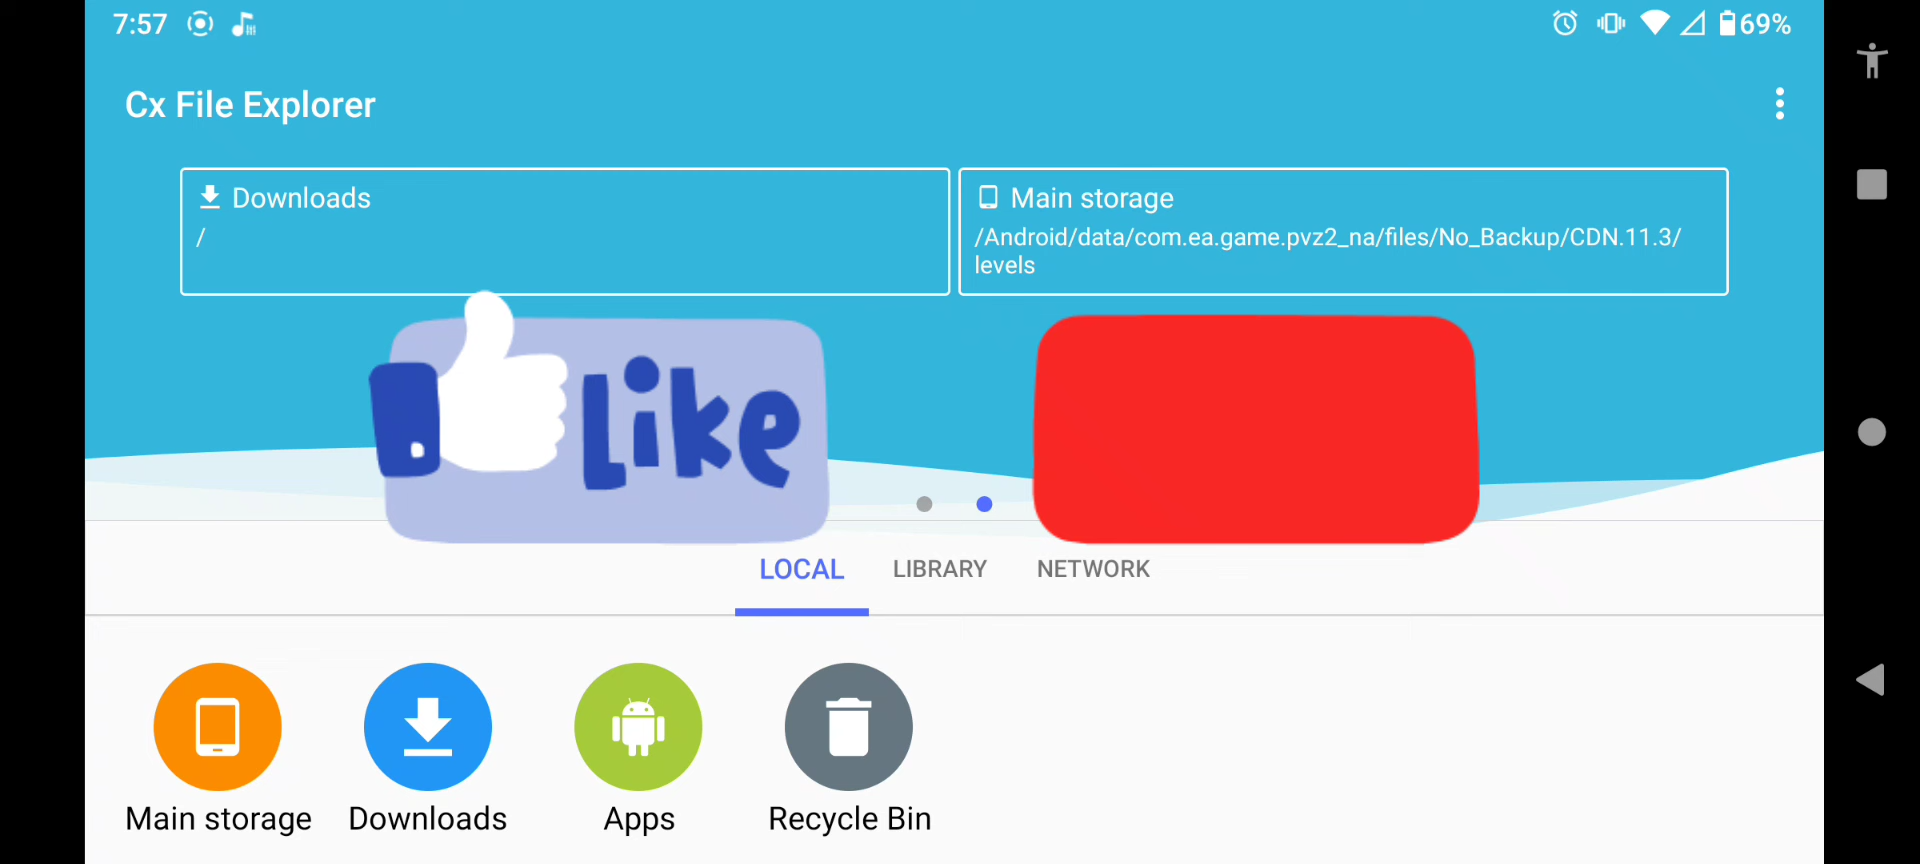 7:57
69%
Cx File Explorer
Downloads
/
Main storage
/Android/data/com.ea.game.pvz2_na/files/No_Backup/CDN.11.3/
levels
Like
LOCAL
LIBRARY
NETWORK
Main storage
Downloads
Apps
Recycle Bin